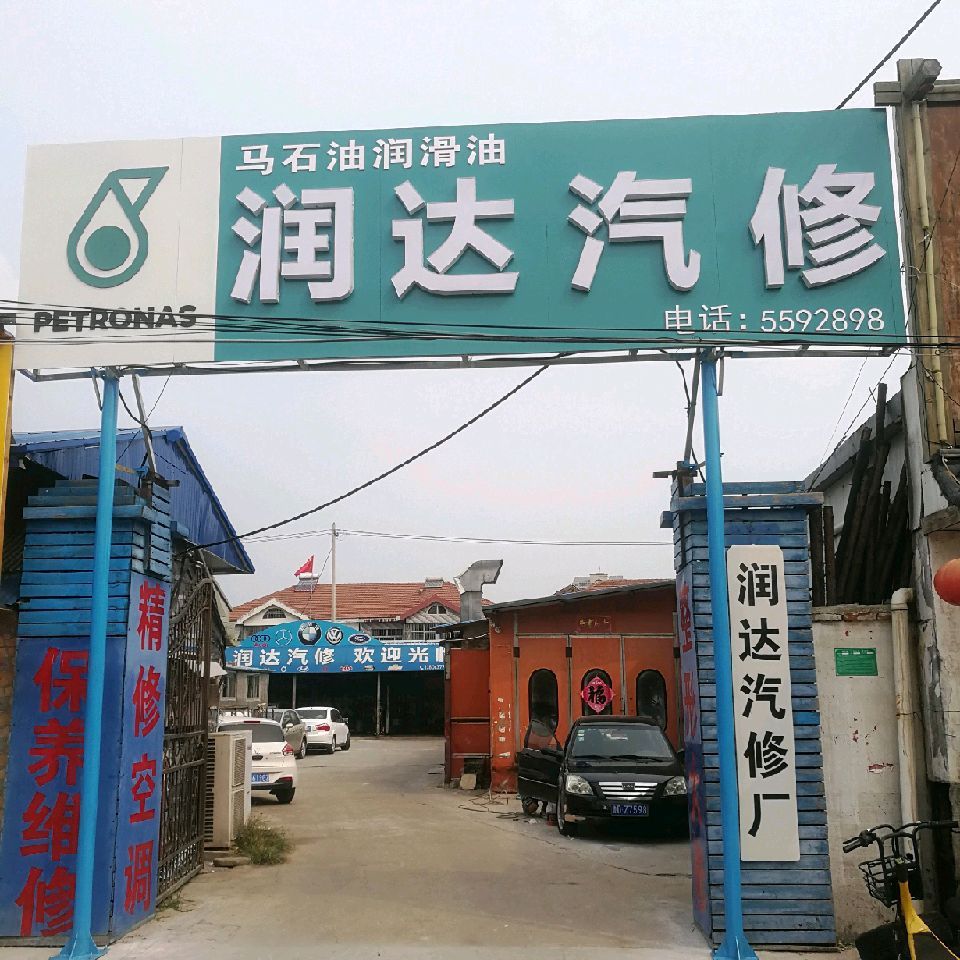 马石油润滑油
润达汽修
PETRONAS
电话:5592898
保养维修
精修空调
润达汽修 欢迎光临
福
润达汽修厂